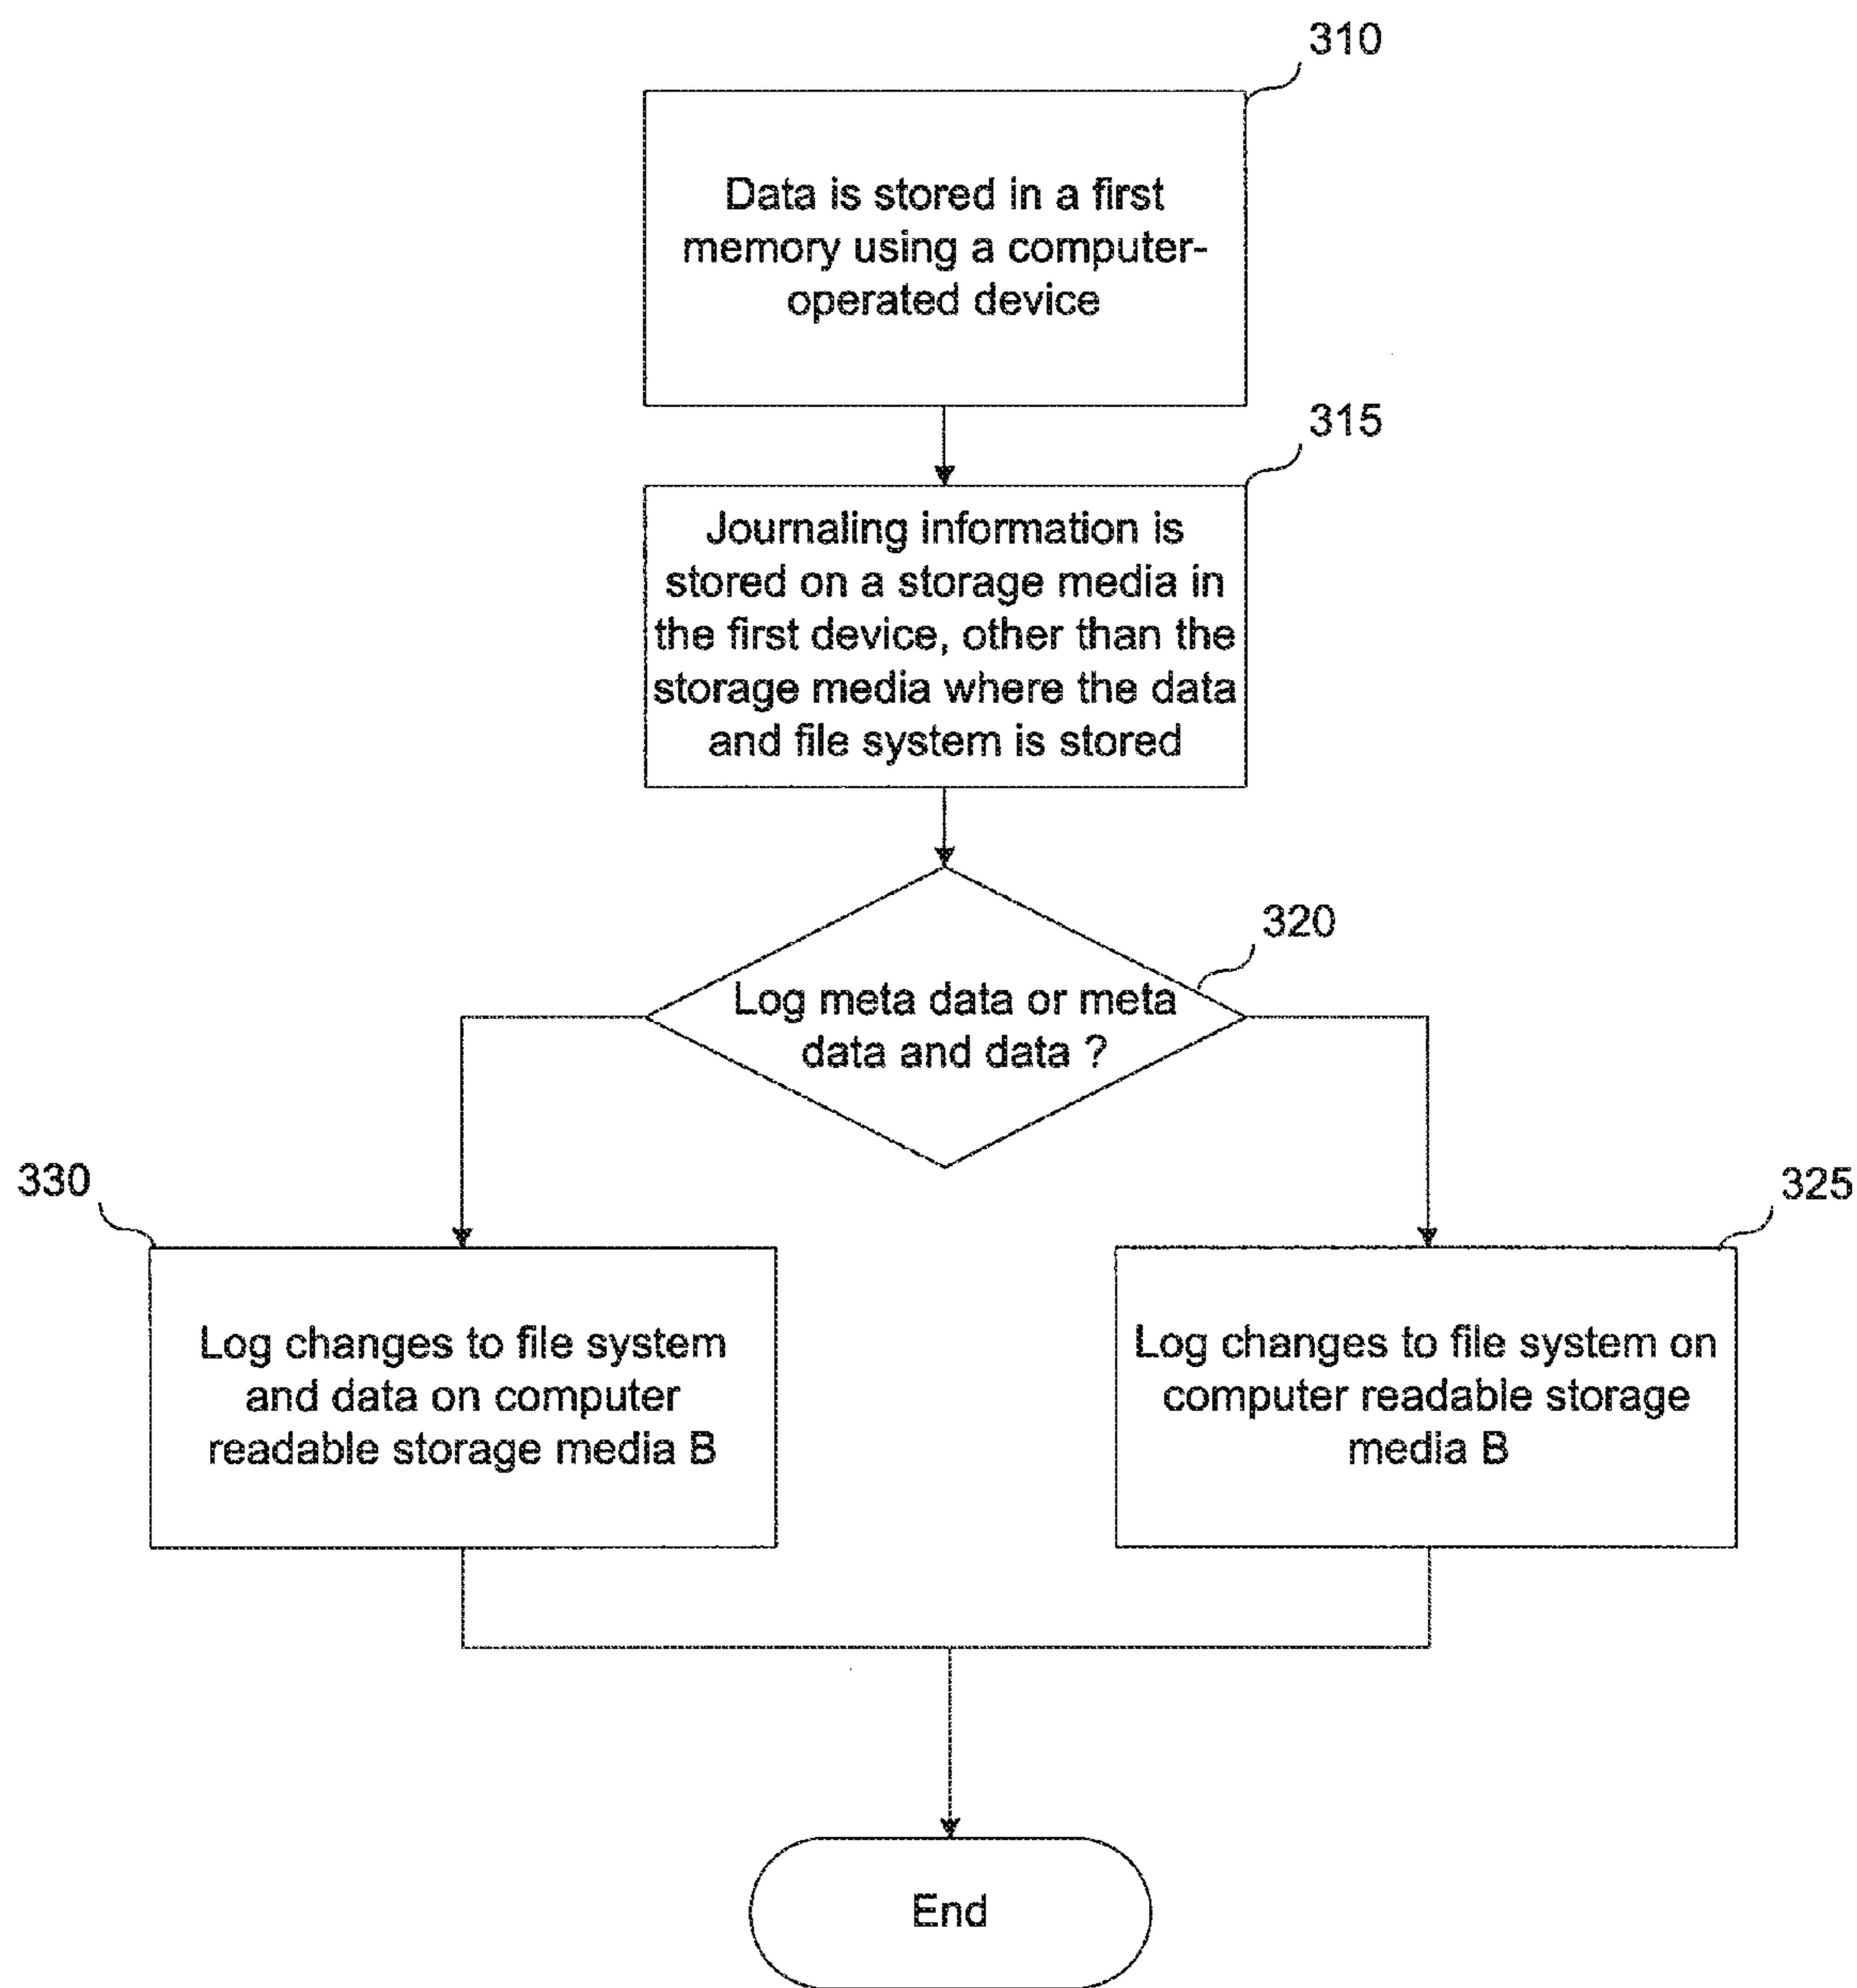 310
Data is stored in a first
memory using a computer-
operated device
315
Journaling information is
stored on a storage media in
the first device, other than the
storage media where the data
and file system is stored
320
Log meta data or meta
data and data ?
330
Log changes to file system
and data on computer
readable storage media B
325
Log changes to file system on
computer readable storage
media B
End